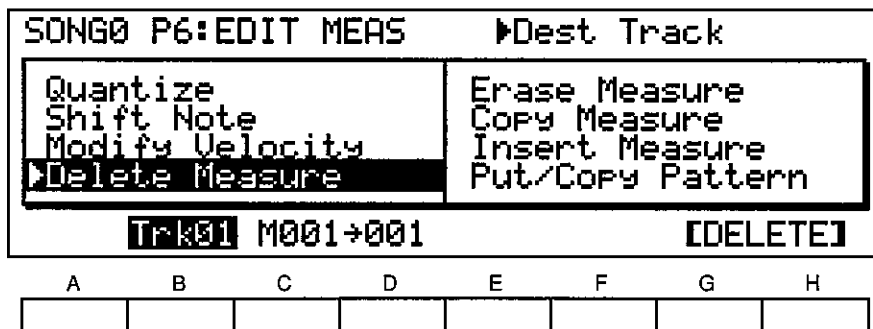 SONG0 P6:EDIT MEAS ▶Dest Track
Quantize
Shift Note
Modify Velocity
▶Delete Measure
Erase Measure
Copy Measure
Insert Measure
Put/Copy Pattern
Trk01 M001→001 [DELETE]
A B C D E F G H